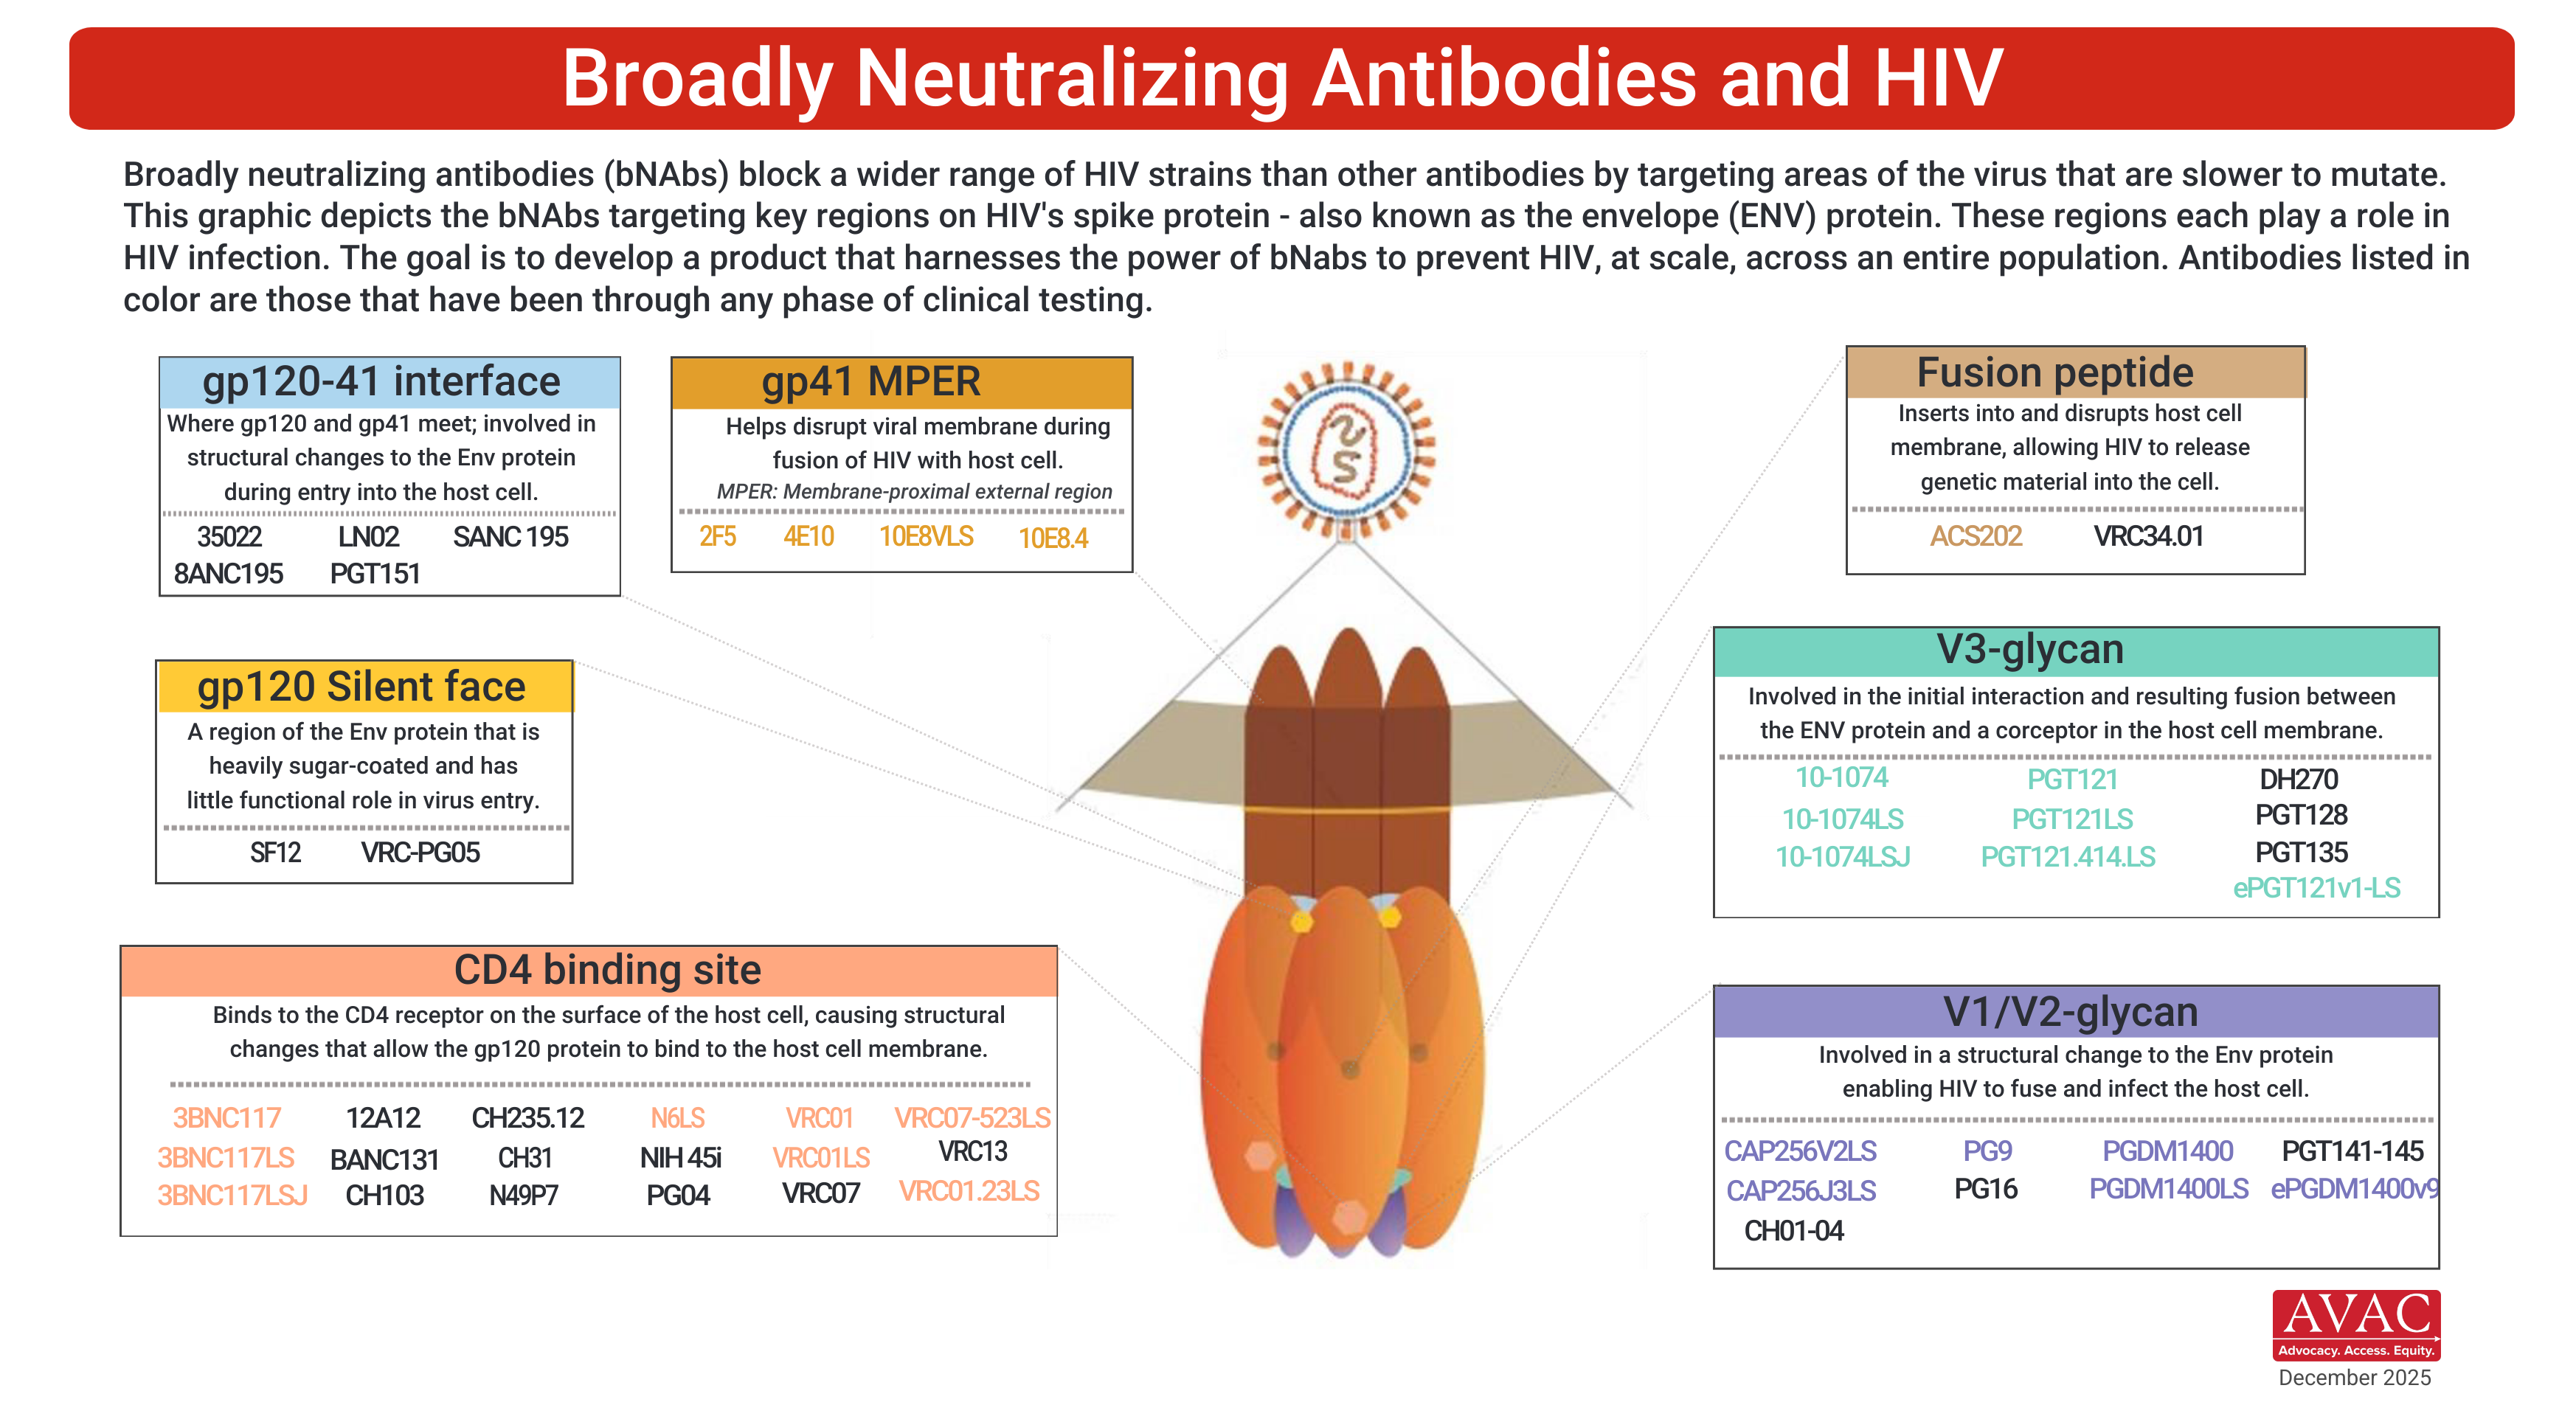 Broadly Neutralizing Antibodies and HIV
Broadly neutralizing antibodies (bNAbs) block a wider range of HIV strains than other antibodies by targeting areas of the virus that are slower to mutate.
This graphic depicts the bNAbs targeting key regions on HIV's spike protein - also known as the envelope (ENV) protein. These regions each play a role in
HIV infection. The goal is to develop a product that harnesses the power of bNabs to prevent HIV, at scale, across an entire population. Antibodies listed in
color are those that have been through any phase of clinical testing.
gp120-41 interface
Where gp120 and gp41 meet; involved in
structural changes to the Env protein
during entry into the host cell.
35022 LN02 SANC 195
8ANC195 PGT151
gp41 MPER
Helps disrupt viral membrane during
fusion of HIV with host cell.
MPER: Membrane-proximal external region
2F5 4E10 10E8VLS 10E8.4
Fusion peptide
Inserts into and disrupts host cell
membrane, allowing HIV to release
genetic material into the cell.
ACS202 VRC34.01
gp120 Silent face
A region of the Env protein that is
heavily sugar-coated and has
little functional role in virus entry.
SF12 VRC-PG05
V3-glycan
Involved in the initial interaction and resulting fusion between
the ENV protein and a corceptor in the host cell membrane.
10-1074 PGT121 DH270
10-1074LS PGT121LS PGT128
10-1074LSJ PGT121.414.LS PGT135
ePGT121v1-LS
CD4 binding site
Binds to the CD4 receptor on the surface of the host cell, causing structural
changes that allow the gp120 protein to bind to the host cell membrane.
3BNC117 12A12 CH235.12 N6LS VRC01 VRC07-523LS
3BNC117LS BANC131 CH31 NIH 45i VRC01LS VRC13
3BNC117LSJ CH103 N49P7 PG04 VRC07 VRC01.23LS
V1/V2-glycan
Involved in a structural change to the Env protein
enabling HIV to fuse and infect the host cell.
CAP256V2LS PG9 PGDM1400 PGT141-145
CAP256J3LS PG16 PGDM1400LS ePGDM1400v9
CH01-04
AVAC
Advocacy. Access. Equity.
December 2025